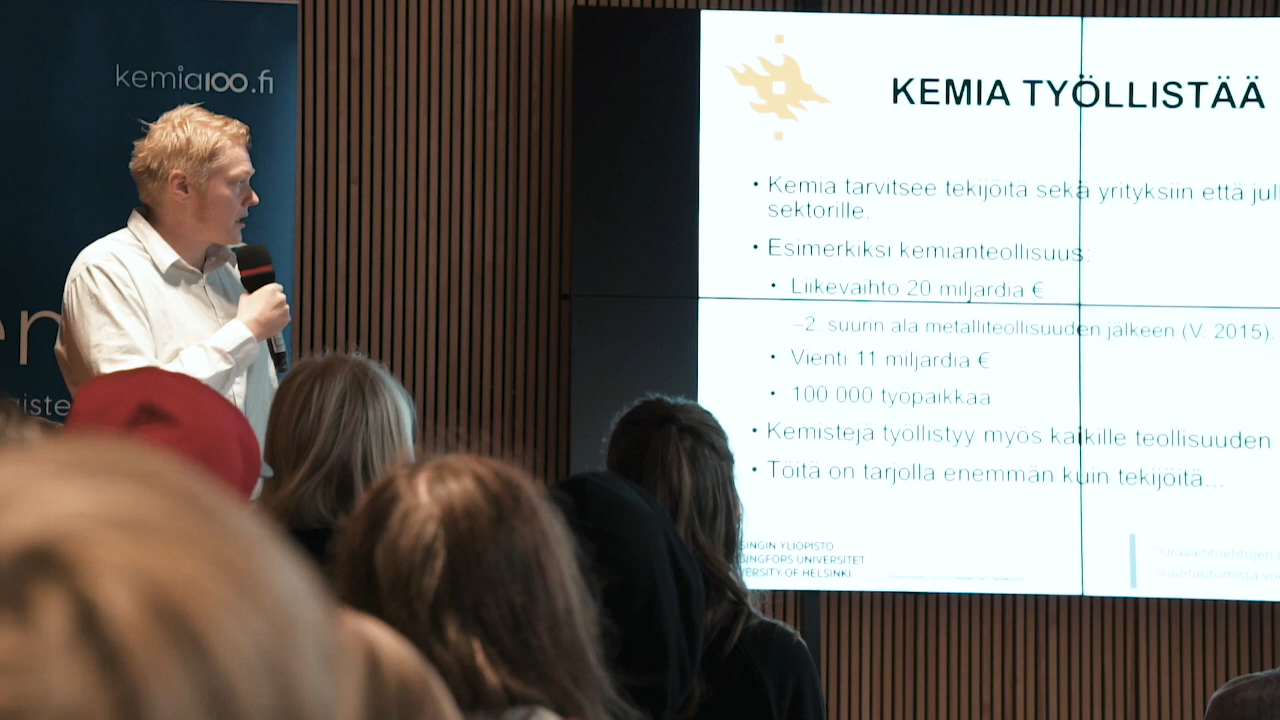 kemia100.fi
en
iste
KEMIA TYÖLLISTÄÄ
• Kemia tarvitsee tekijöitä sekä yrityksiin että jul
sektorille.
• Esimerkiksi kemianteollisuus:
• Liikevaihto 20 miljardia €
–2. suurin ala metalliteollisuuden jälkeen (V. 2015).
• Vienti 11 miljardia €
• 100 000 työpaikkaa
• Kemistejä työllistyy myös kaikille teollisuuden
• Töitä on tarjolla enemmän kuin tekijöitä...
SINGIN YLIOPISTO
SINGFORS UNIVERSITET
VERSITY OF HELSINKI